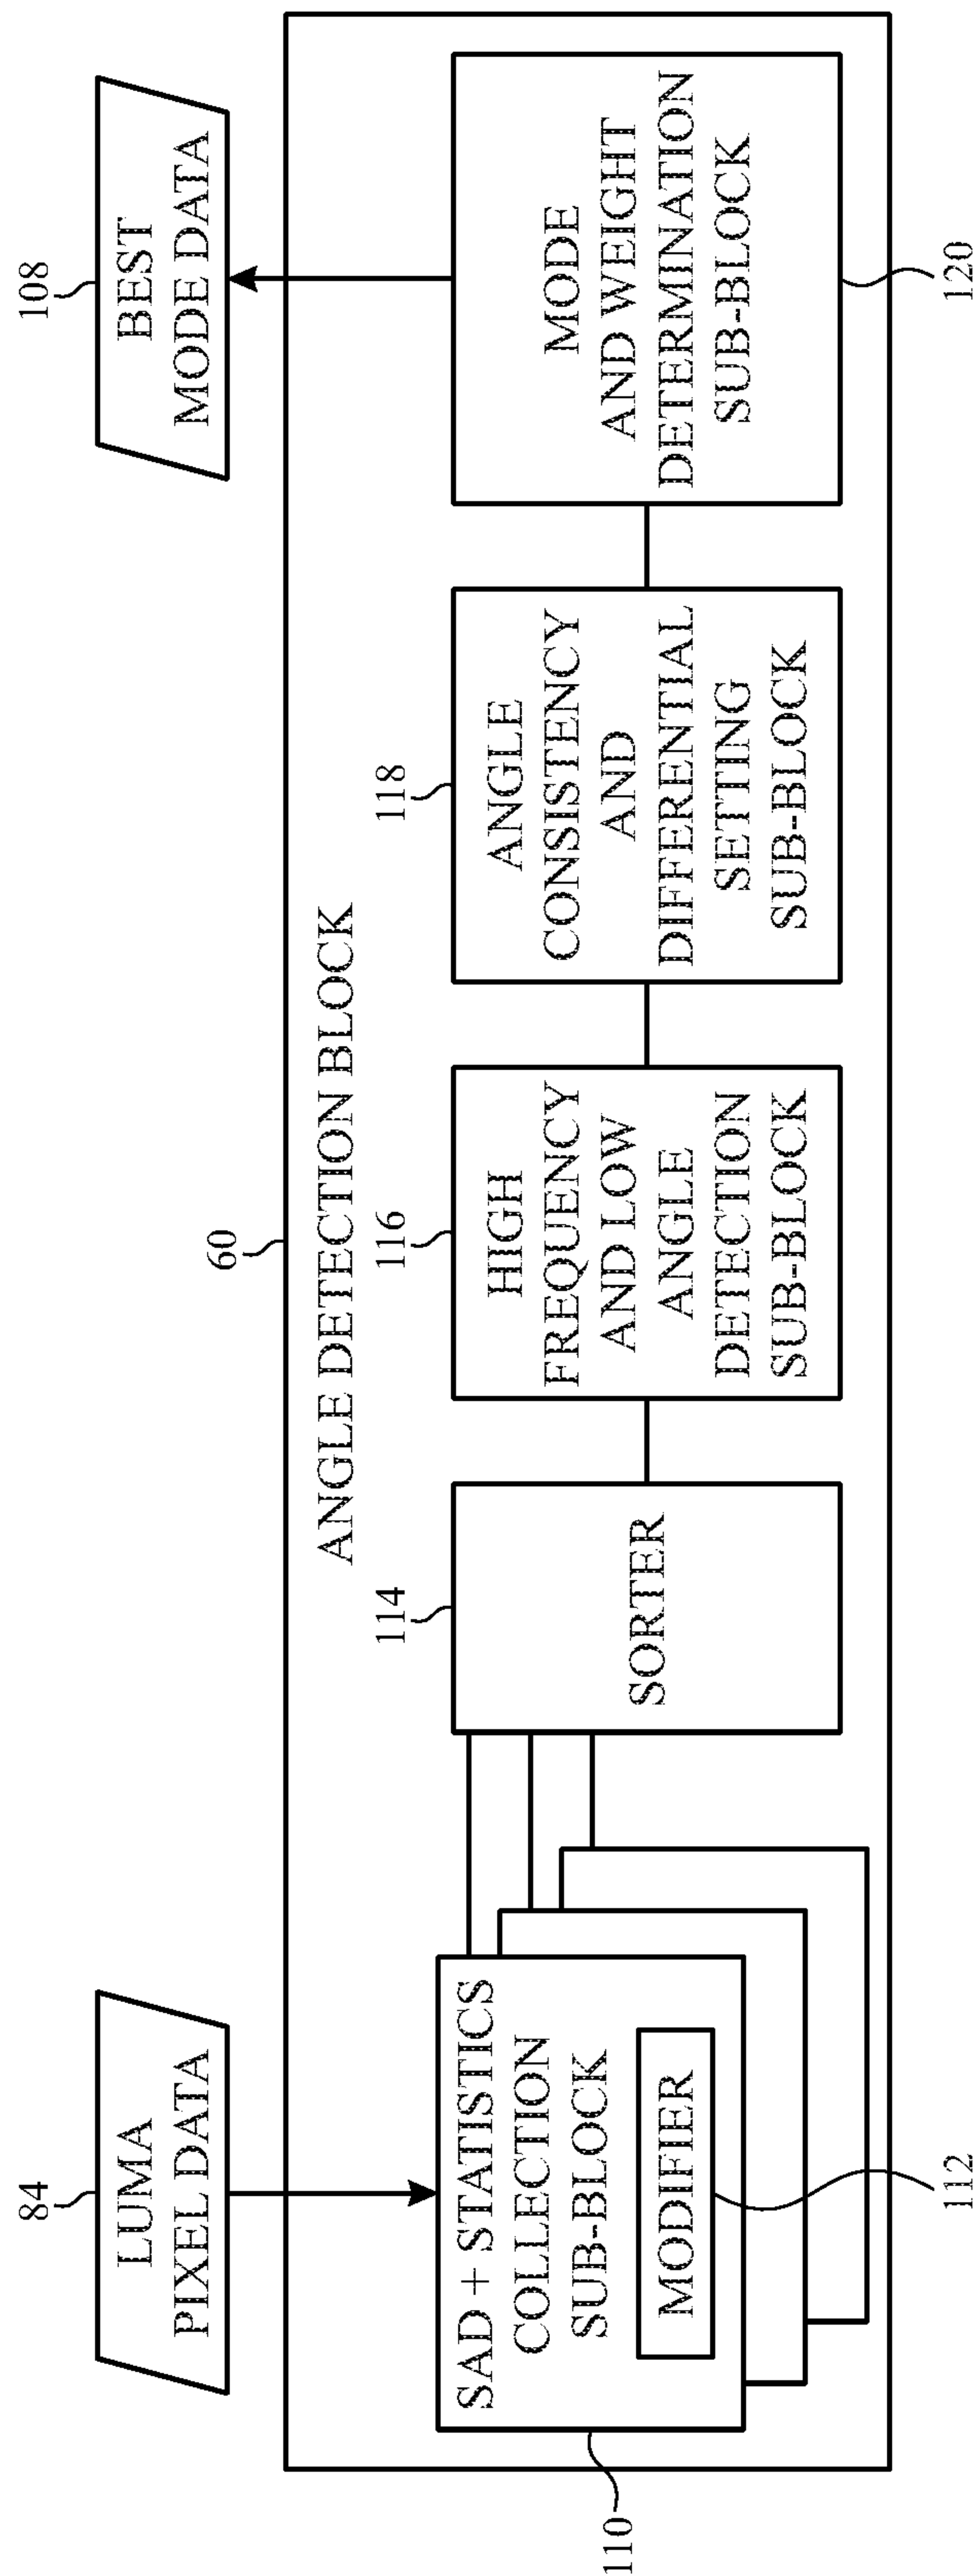 84
LUMA
PIXEL DATA
108
BEST
MODE DATA
60
ANGLE DETECTION BLOCK
110
SAD + STATISTICS
COLLECTION
SUB-BLOCK
MODIFIER
112
114
SORTER
116
HIGH
FREQUENCY
AND LOW
ANGLE
DETECTION
SUB-BLOCK
118
ANGLE
CONSISTENCY
AND
DIFFERENTIAL
SETTING
SUB-BLOCK
MODE
AND WEIGHT
DETERMINATION
SUB-BLOCK
120